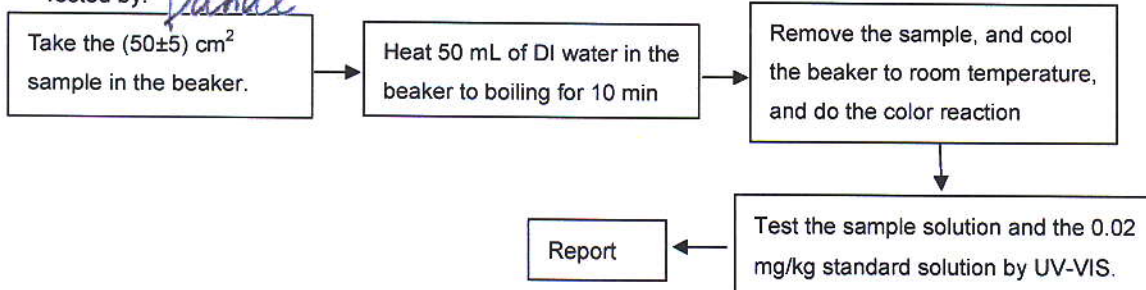 Tested by:
Take the (50±5) cm²
sample in the beaker.
Heat 50 mL of DI water in the
beaker to boiling for 10 min
Remove the sample, and cool
the beaker to room temperature,
and do the color reaction
Test the sample solution and the 0.02
mg/kg standard solution by UV-VIS.
Report